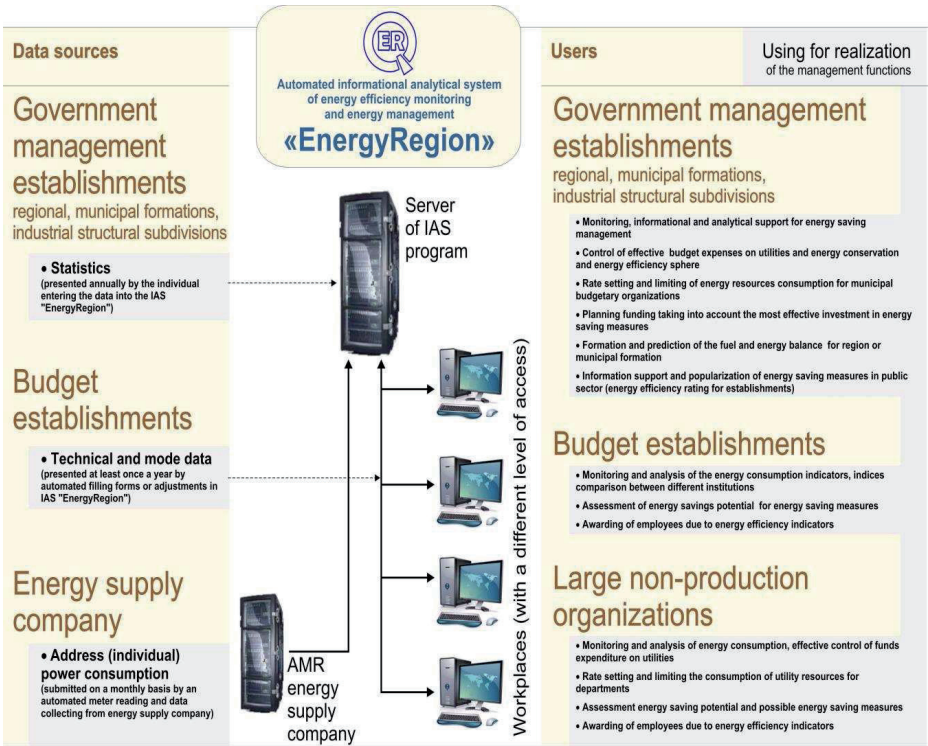 Data sources
Government
management
establishments
regional, municipal formations,
industrial structural subdivisions
• Statistics
(presented annually by the individual
entering the data into the IAS
"EnergyRegion")
Budget
establishments
• Technical and mode data
(presented at least once a year by
automated filling forms or adjustments in
IAS "EnergyRegion")
Energy supply
company
• Address (individual)
power consumption
(submitted on a monthly basis by an
automated meter reading and data
collecting from energy supply company)
ER
Automated informational analytical system
of energy efficiency monitoring
and energy management
«EnergyRegion»
Server
of IAS
program
AMR
energy
supply
company
Workplaces (with a different level of access)
Users
Using for realization
of the management functions
Government management
establishments
regional, municipal formations,
industrial structural subdivisions
• Monitoring, informational and analytical support for energy saving
management
• Control of effective budget expenses on utilities and energy conservation
and energy efficiency sphere
• Rate setting and limiting of energy resources consumption for municipal
budgetary organizations
• Planning funding taking into account the most effective investment in energy
saving measures
• Formation and prediction of the fuel and energy balance for region or
municipal formation
• Information support and popularization of energy saving measures in public
sector (energy efficiency rating for establishments)
Budget establishments
• Monitoring and analysis of the energy consumption indicators, indices
comparison between different institutions
• Assessment of energy savings potential for energy saving measures
• Awarding of employees due to energy efficiency indicators
Large non-production
organizations
• Monitoring and analysis of energy consumption, effective control of funds
expenditure on utilities
• Rate setting and limiting the consumption of utility resources for
departments
• Assessment energy saving potential and possible energy saving measures
• Awarding of employees due to energy efficiency indicators